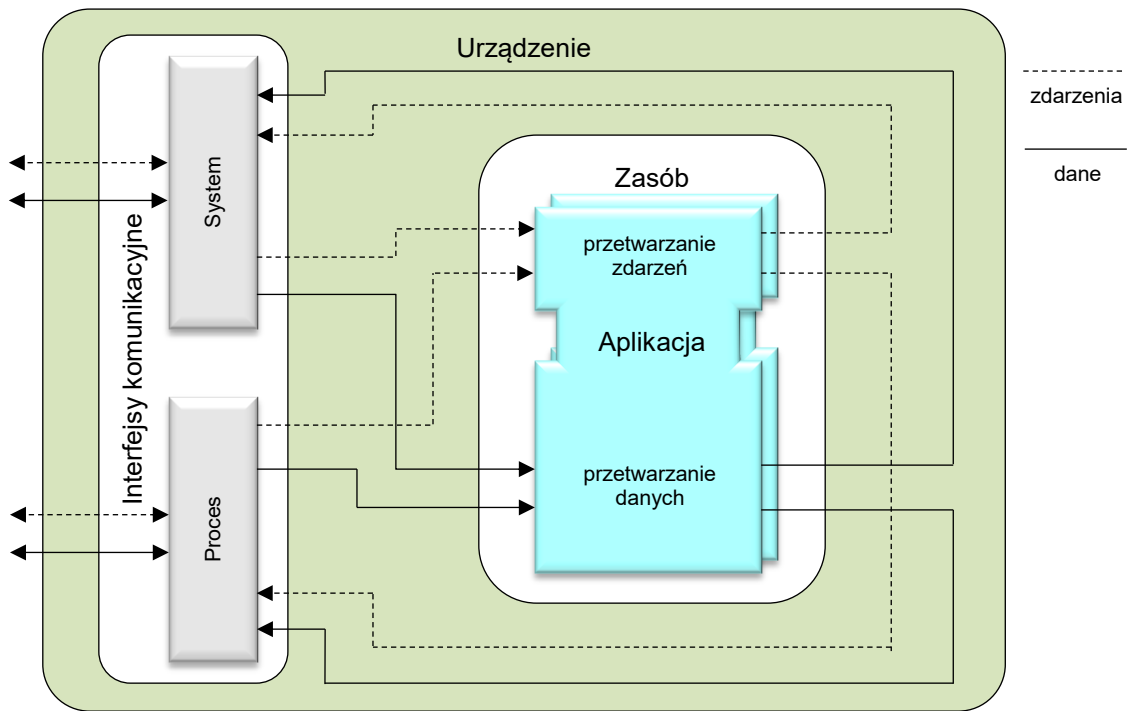 Urządzenie
zdarzenia
dane
Interfejsy komunikacyjne
System
Proces
Zasób
przetwarzanie
zdarzeń
Aplikacja
przetwarzanie
danych